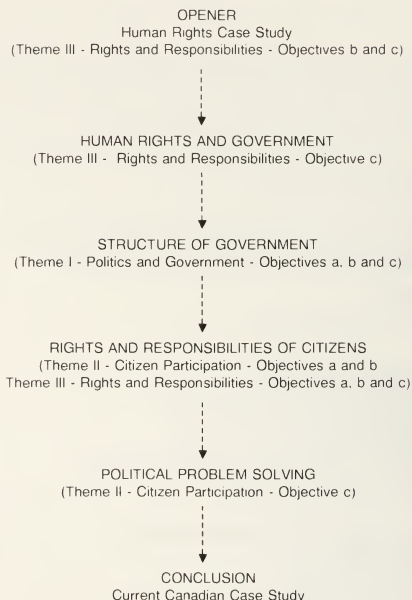 OPENER
Human Rights Case Study
(Theme III - Rights and Responsibilities - Objectives b and c)
HUMAN RIGHTS AND GOVERNMENT
(Theme III - Rights and Responsibilities - Objective c)
STRUCTURE OF GOVERNMENT
(Theme I - Politics and Government - Objectives a. b and c)
RIGHTS AND RESPONSIBILITIES OF CITIZENS
(Theme II - Citizen Participation - Objectives a and b
Theme III - Rights and Responsibilities - Objectives a. b and c)
POLITICAL PROBLEM SOLVING
(Theme II - Citizen Participation - Objective c)
CONCLUSION
Current Canadian Case Study